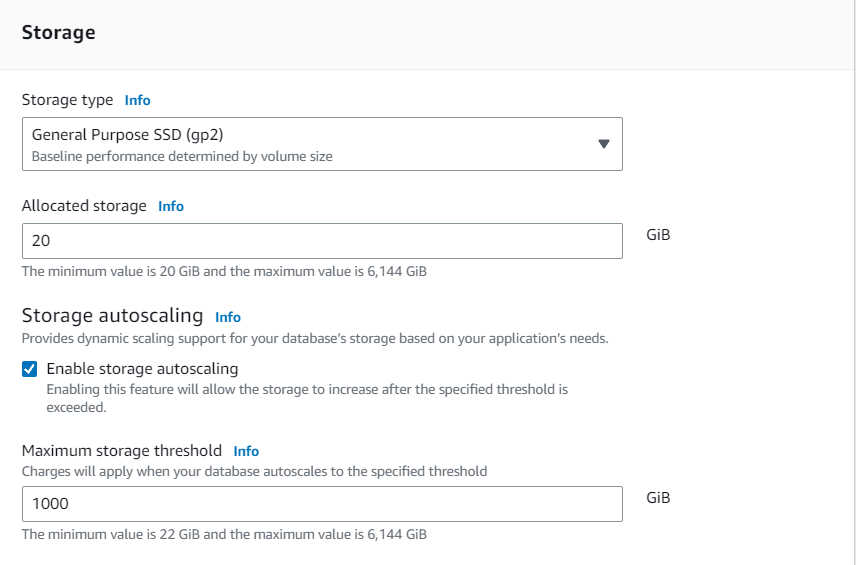 Storage
Storage type Info
General Purpose SSD (gp2)
Baseline performance determined by volume size
Allocated storage Info
20 GiB
The minimum value is 20 GiB and the maximum value is 6,144 GiB
Storage autoscaling Info
Provides dynamic scaling support for your database’s storage based on your application’s needs.
Enable storage autoscaling
Enabling this feature will allow the storage to increase after the specified threshold is
exceeded.
Maximum storage threshold Info
Charges will apply when your database autoscales to the specified threshold
1000 GiB
The minimum value is 22 GiB and the maximum value is 6,144 GiB